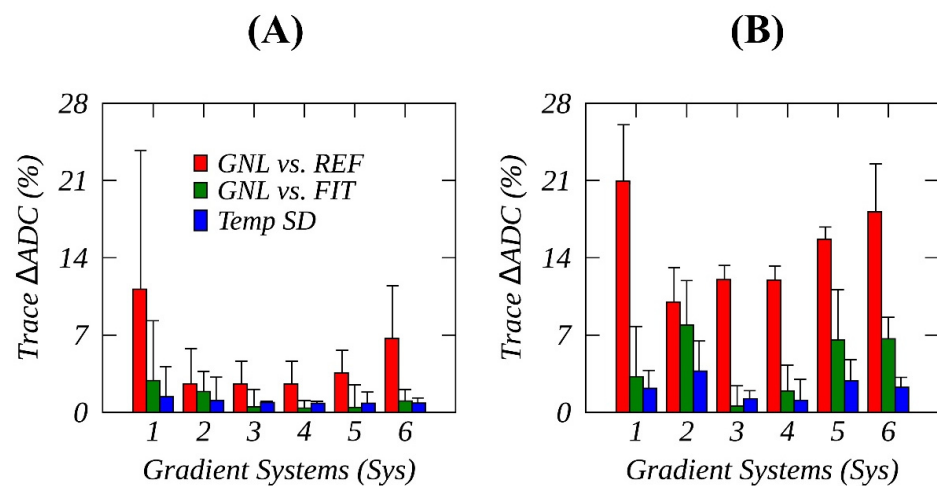 (A)
Trace ΔADC (%)
28
21
14
7
0
GNL vs. REF
GNL vs. FIT
Temp SD
1 2 3 4 5 6
Gradient Systems (Sys)
(B)
Trace ΔADC (%)
28
21
14
7
0
1 2 3 4 5 6
Gradient Systems (Sys)